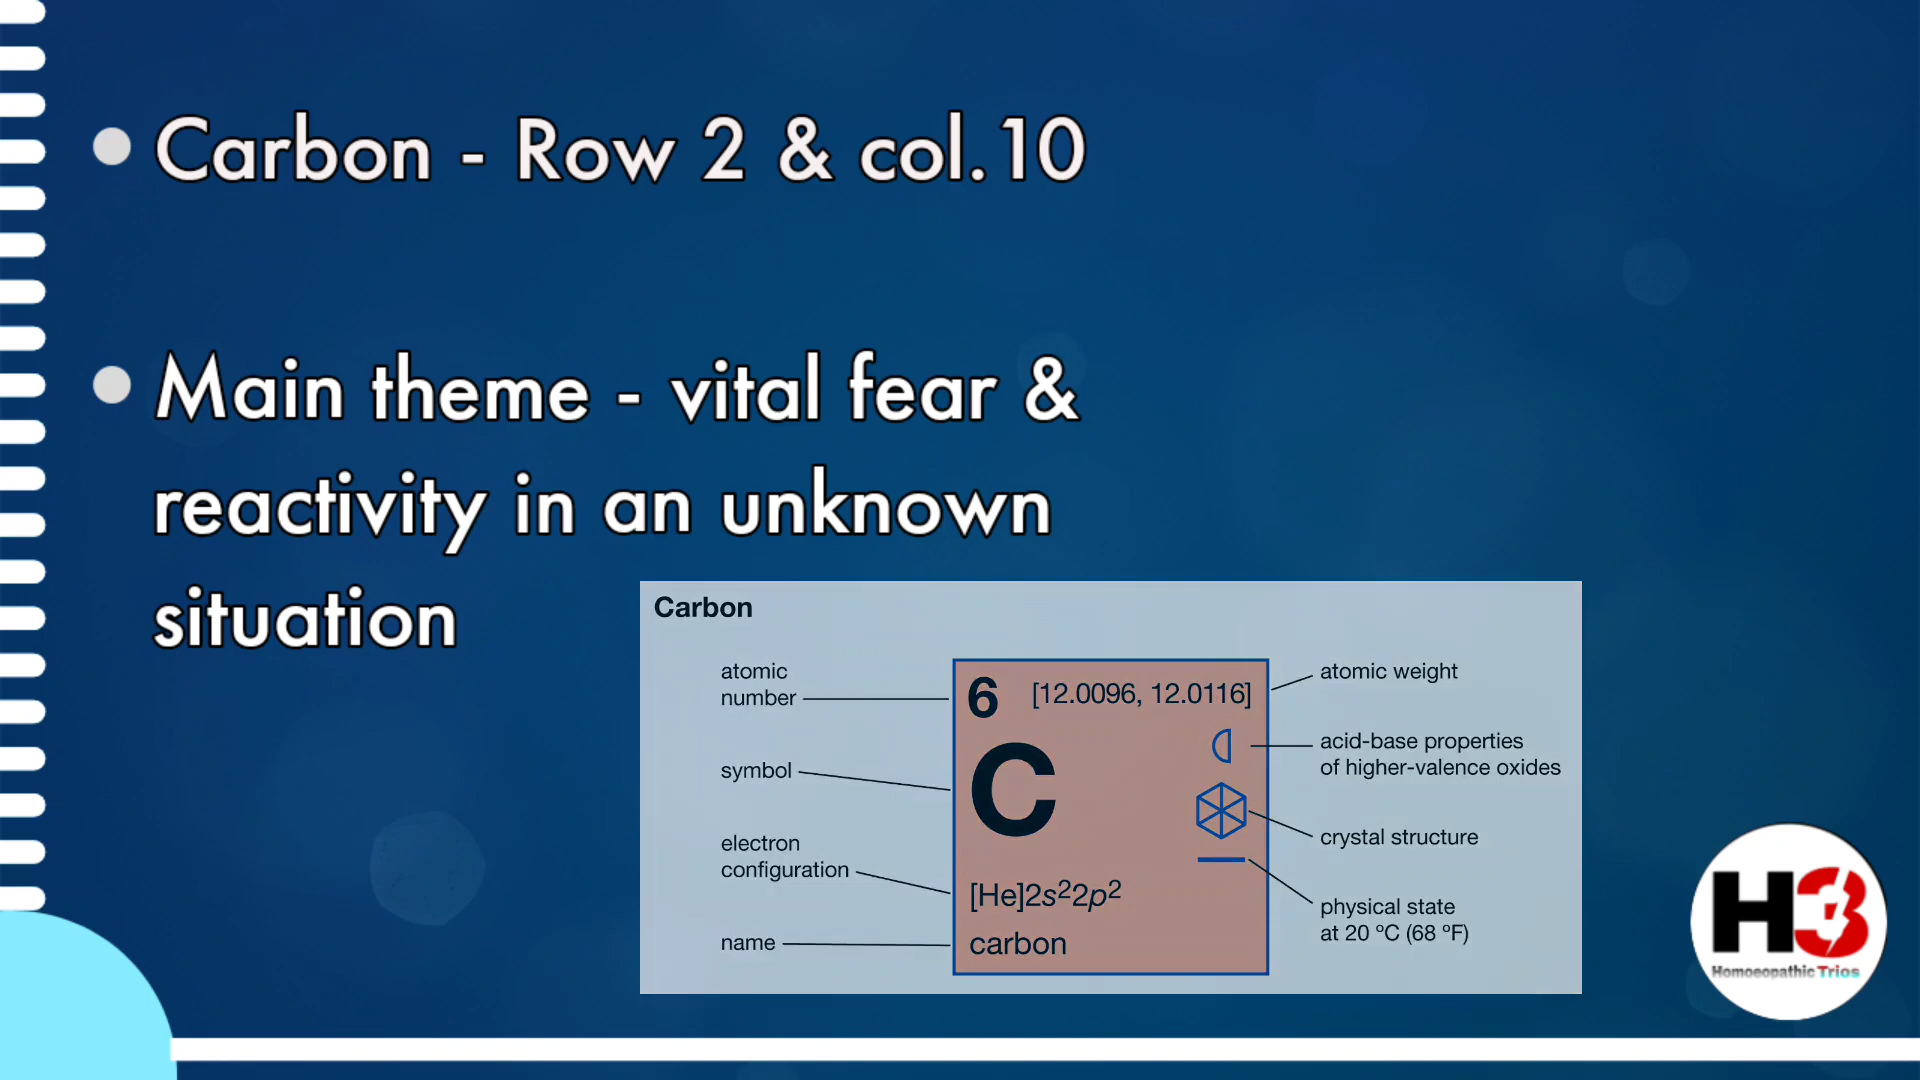 • Carbon - Row 2 & col.10
• Main theme - vital fear &
reactivity in an unknown
situation
Carbon
atomic
number
symbol
electron
configuration
name
6 [12.0096, 12.0116]
C
[He]2s²2p²
carbon
atomic weight
acid-base properties
of higher-valence oxides
crystal structure
physical state
at 20 ºC (68 ºF)
H3
Homoeopathic Trios